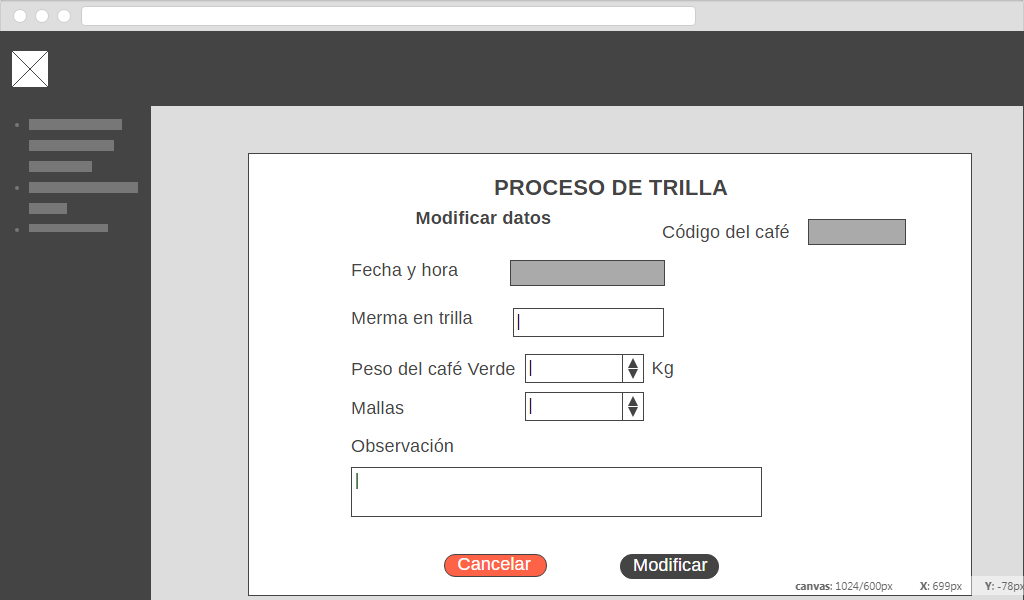 PROCESO DE TRILLA
Modificar datos
Código del café
Fecha y hora
Merma en trilla
Peso del café Verde
Kg
Mallas
Observación
Cancelar
Modificar
canvas: 1024/600px X: 699px Y: -78px